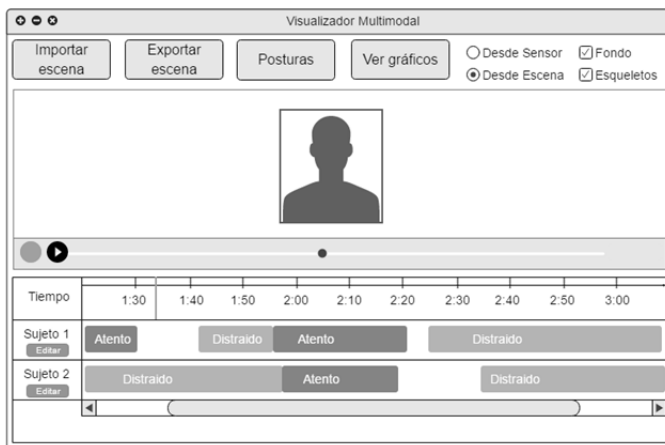 Visualizador Multimodal
Importar escena
Exportar escena
Posturas
Ver gráficos
Desde Sensor
Fondo
Desde Escena
Esqueletos
Tiempo 1:30 1:40 1:50 2:00 2:10 2:20 2:30 2:40 2:50 3:00
Sujeto 1 Atento Distraido Atento Distraido
Editar
Sujeto 2 Distraido Atento Distraido
Editar